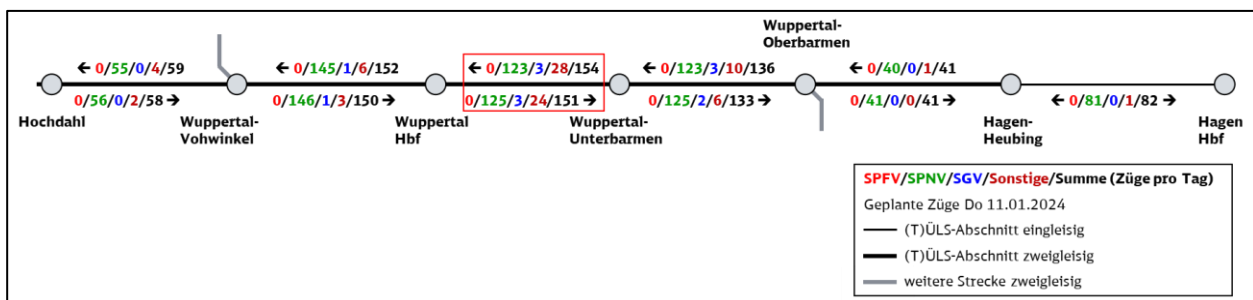 Wuppertal-
Oberbarmen
← 0/55/0/4/59
← 0/145/1/6/152
← 0/123/3/28/154
← 0/123/3/10/136
← 0/40/0/1/41
0/56/0/2/58 →
0/146/1/3/150 →
0/125/3/24/151 →
0/125/2/6/133 →
0/41/0/0/41 →
← 0/81/0/1/82 →
Hochdahl
Wuppertal-
Vohwinkel
Wuppertal
Hbf
Wuppertal-
Unterbarmen
Hagen-
Heubing
Hagen
Hbf
SPFV/SPNV/SGV/Sonstige/Summe (Züge pro Tag)
Geplante Züge Do 11.01.2024
(T)ÜLS-Abschnitt eingleisig
(T)ÜLS-Abschnitt zweigleisig
weitere Strecke zweigleisig